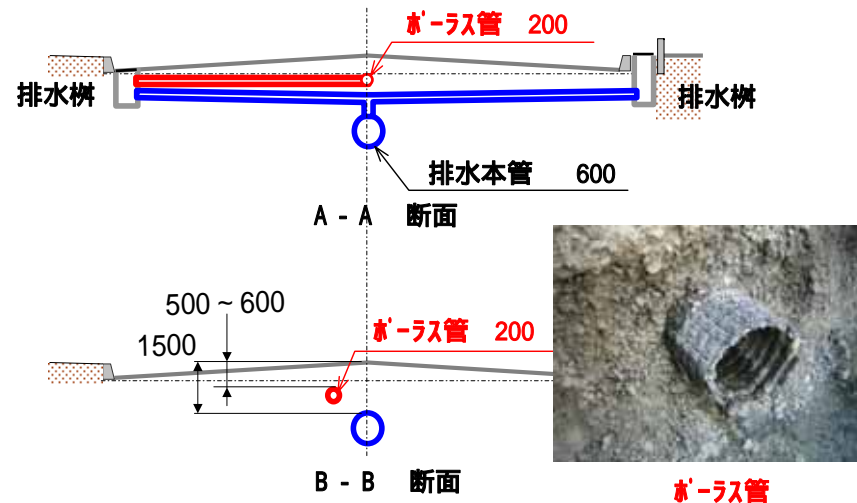 ﾎﾟｰﾗｽ管 200
排水桝
排水桝
排水本管 600
A - A 断面
500 ~ 600
1500
ﾎﾟｰﾗｽ管 200
B - B 断面
ﾎﾟｰﾗｽ管